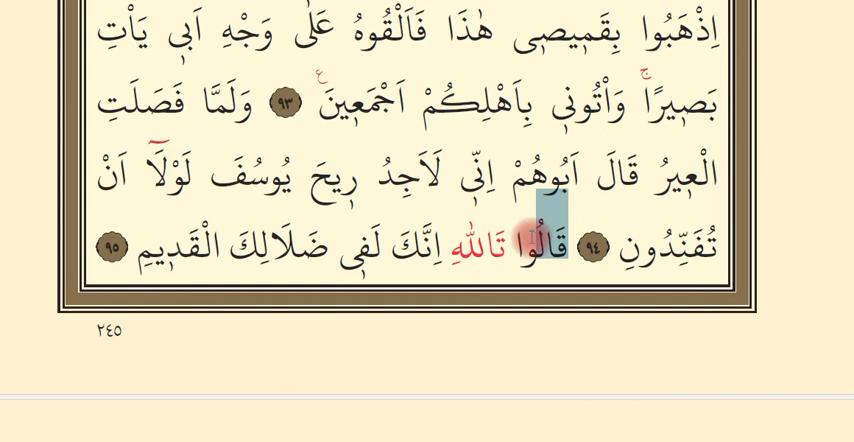 اِذْهَبُوا بِقَمٖيصٖى هٰذَا فَاَلْقُوهُ عَلٰى وَجْهِ اَبٖى يَاْتِ
بَصٖيرًاۚ وَاْتُونٖى بِاَهْلِكُمْ اَجْمَعٖينَࣖ ٩٣ وَلَمَّا فَصَلَتِ
الْعٖيرُ قَالَ اَبُوهُمْ اِنّٖى لَاَجِدُ رٖيحَ يُوسُفَ لَوْلَٓا اَنْ
تُفَنِّدُونِ ٩٤ قَالُوا تَاللّٰهِ اِنَّكَ لَفٖى ضَلَالِكَ الْقَدٖيمِ ٩٥
٢٤٥